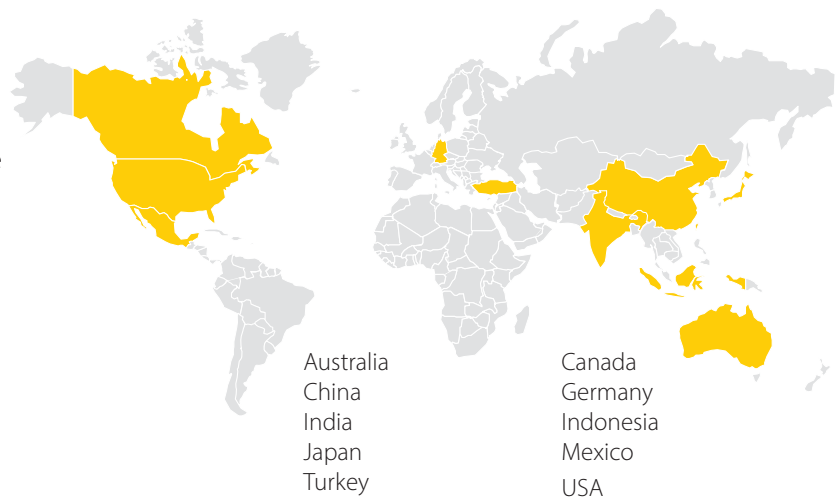 e
Australia
China
India
Japan
Turkey
Canada
Germany
Indonesia
Mexico
USA